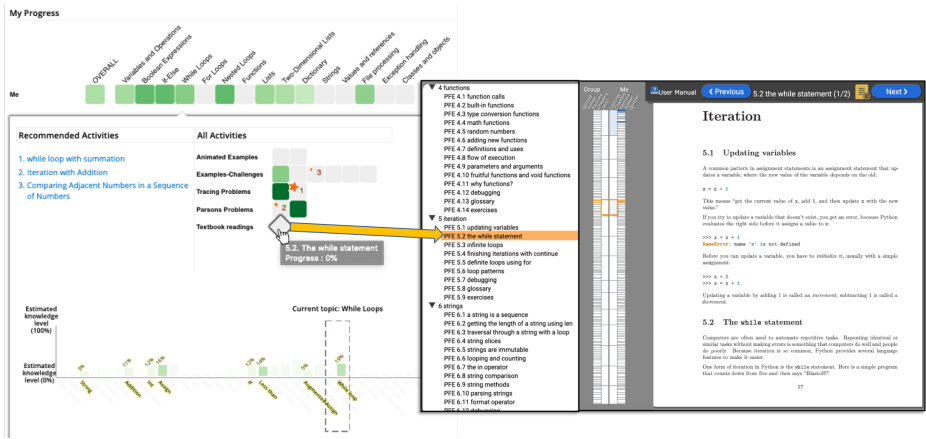 My Progress
OVERALL
Variables and Operations
Boolean Expressions
If-Else
While Loops
For Loops
Nested Loops
Functions
Lists
Two-Dimensional Lists
Dictionary
Strings
Values and references
File processing
Exception handling
Classes and objects
Me
Recommended Activities
1. while loop with summation
2. Iteration with Addition
3. Comparing Adjacent Numbers in a Sequence
of Numbers
All Activities
Animated Examples
Examples-Challenges
3
Tracing Problems
1
Parsons Problems
2
Textbook readings
5.2. The while statement
Progress : 0%
Estimated
knowledge
level
(100%)
Current topic: While Loops
Estimated
knowledge
level (0%)
11%
12%
16%
12%
14%
5%
19%
String
Addition
Int
Assign
If
Less than
AugmentedAssign
While loop
4 functions
PFE 4.1 function calls
PFE 4.2 built-in functions
PFE 4.3 type conversion functions
PFE 4.4 math functions
PFE 4.5 random numbers
PFE 4.6 adding new functions
PFE 4.7 definitions and uses
PFE 4.8 flow of execution
PFE 4.9 parameters and arguments
PFE 4.10 fruitful functions and void functions
PFE 4.11 why functions?
PFE 4.12 debugging
PFE 4.13 glossary
PFE 4.14 exercises
5 iteration
PFE 5.1 updating variables
PFE 5.2 the while statement
PFE 5.3 infinite loops
PFE 5.4 finishing iterations with continue
PFE 5.5 definite loops using for
PFE 5.6 loop patterns
PFE 5.7 debugging
PFE 5.8 glossary
PFE 5.9 exercises
6 strings
PFE 6.1 a string is a sequence
PFE 6.2 getting the length of a string using len
PFE 6.3 traversal through a string with a loop
PFE 6.4 string slices
PFE 6.5 strings are immutable
PFE 6.6 looping and counting
PFE 6.7 the in operator
PFE 6.8 string comparison
PFE 6.9 string methods
PFE 6.10 parsing strings
PFE 6.11 format operator
PFE 6.12 debugging
Group Me
User Manual
Previous
5.2 the while statement (1/2)
Next
Iteration
5.1 Updating variables
A common pattern in assignment statements is an assignment statement that up-
dates a variable, where the new value of the variable depends on the old.
x = x + 1
This means "get the current value of x, add 1, and then update x with the new
value."
If you try to update a variable that doesn't exist, you get an error, because Python
evaluates the right side before it assigns a value to x:
>>> x = x + 1
NameError: name 'x' is not defined
Before you can update a variable, you have to initialize it, usually with a simple
assignment:
>>> x = 0
>>> x = x + 1
Updating a variable by adding 1 is called an increment; subtracting 1 is called a
decrement.
5.2 The while statement
Computers are often used to automate repetitive tasks. Repeating identical or
similar tasks without making errors is something that computers do well and people
do poorly. Because iteration is so common, Python provides several language
features to make it easier.
One form of iteration in Python is the while statement. Here is a simple program
that counts down from five and then says "Blastoff!".
57